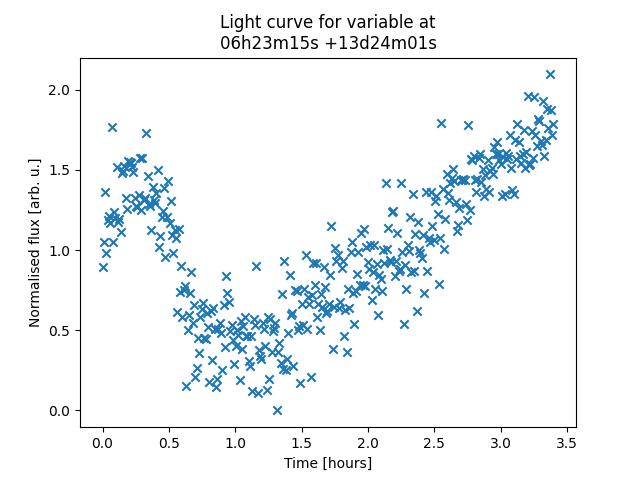 Light curve for variable at
06h23m15s +13d24m01s
Normalised flux [arb. u.]
2.0
1.5
1.0
0.5
0.0
0.0 0.5 1.0 1.5 2.0 2.5 3.0 3.5
Time [hours]